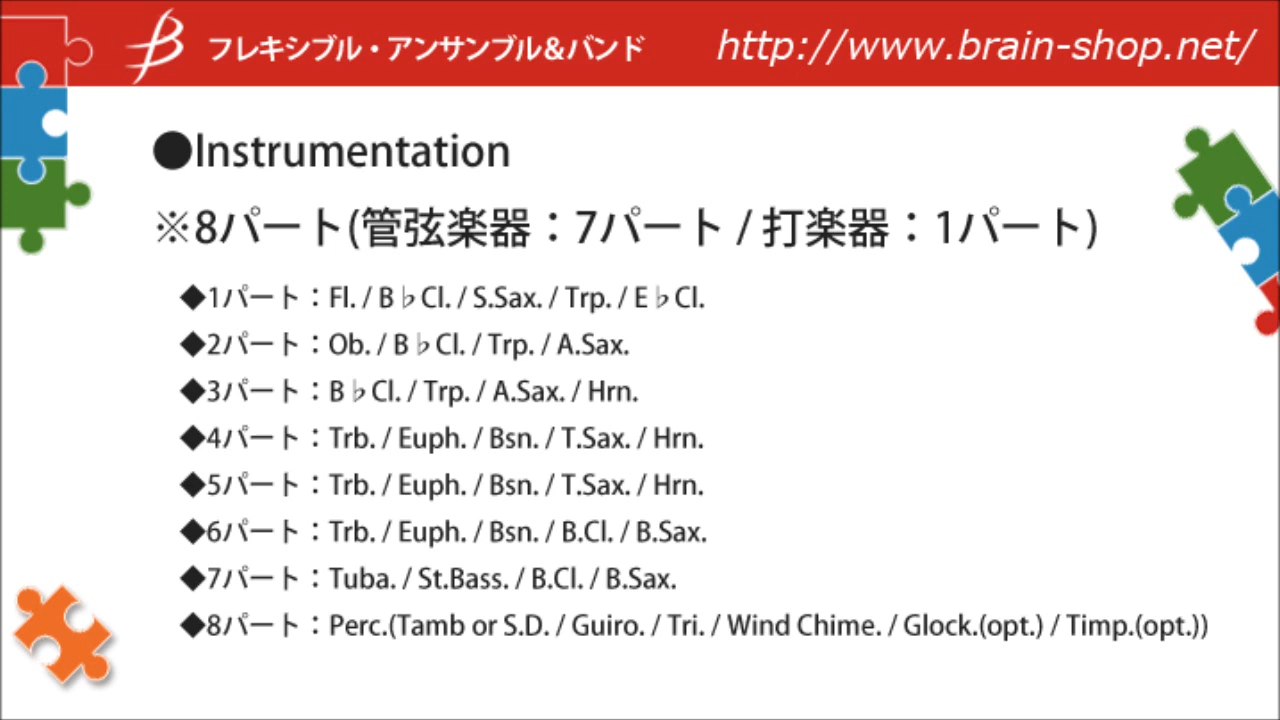 フレキシブル・アンサンブル&バンド http://www.brain-shop.net/
●Instrumentation
※8パート(管弦楽器：7パート / 打楽器：1パート)
◆1パート：Fl. / B♭Cl. / S.Sax. / Trp. / E♭Cl.
◆2パート：Ob. / B♭Cl. / Trp. / A.Sax.
◆3パート：B♭Cl. / Trp. / A.Sax. / Hrn.
◆4パート：Trb. / Euph. / Bsn. / T.Sax. / Hrn.
◆5パート：Trb. / Euph. / Bsn. / T.Sax. / Hrn.
◆6パート：Trb. / Euph. / Bsn. / B.Cl. / B.Sax.
◆7パート：Tuba. / St.Bass. / B.Cl. / B.Sax.
◆8パート：Perc.(Tamb or S.D. / Guiro. / Tri. / Wind Chime. / Glock.(opt.) / Timp.(opt.))